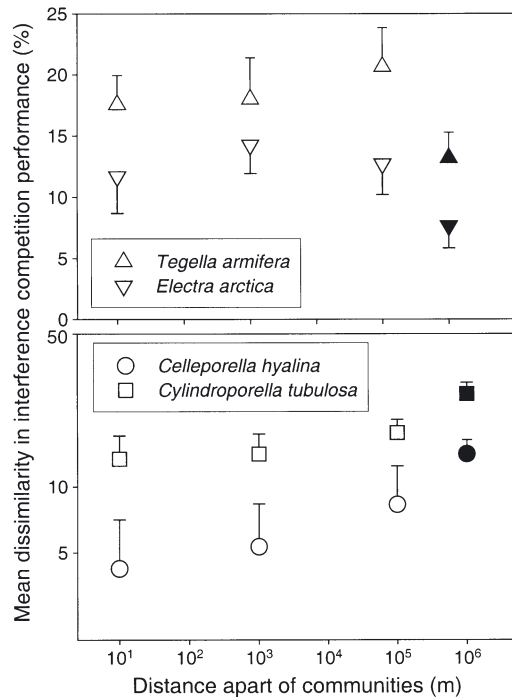 Mean dissimilarity in interference competition performance (%)
25
20
15
10
5
0
Tegella armifera
Electra arctica
50
10
5
Celleporella hyalina
Cylindroporella tubulosa
10¹ 10² 10³ 10⁴ 10⁵ 10⁶
Distance apart of communities (m)